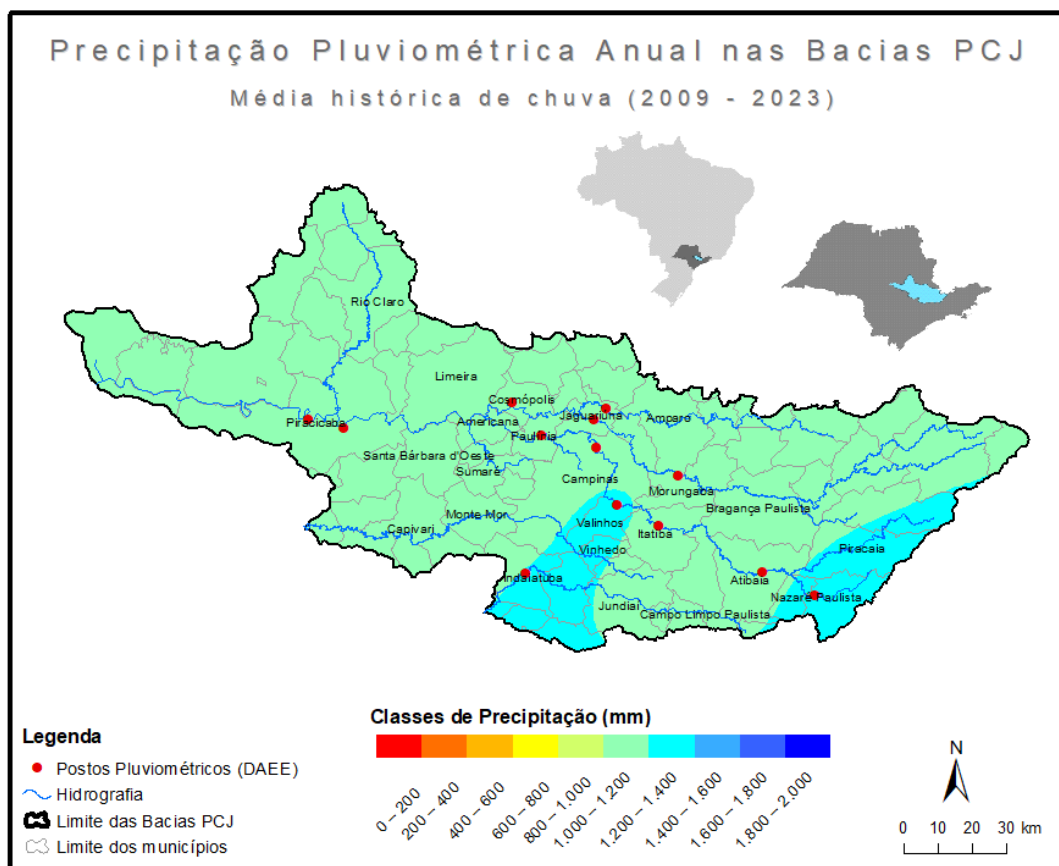 Precipitação Pluviométrica Anual nas Bacias PCJ
Média histórica de chuva (2009 - 2023)
Rio Claro
Limeira
Cosmópolis
Piracicaba
Americana
Jaguariúna
Amparo
Paulínia
Santa Bárbara d'Oeste
Sumaré
Campinas
Morungaba
Monte Mor
Valinhos
Bragança Paulista
Capivari
Itatiba
Vinhedo
Piracaia
Indaiatuba
Atibaia
Nazaré Paulista
Jundiaí
Campo Limpo Paulista
Legenda
Postos Pluviométricos (DAEE)
Hidrografia
Limite das Bacias PCJ
Limite dos municípios
Classes de Precipitação (mm)
0 – 200
200 – 400
400 – 600
600 – 800
800 – 1.000
1.000 – 1.200
1.200 – 1.400
1.400 – 1.600
1.600 – 1.800
1.800 – 2.000
N
0 10 20 30 km